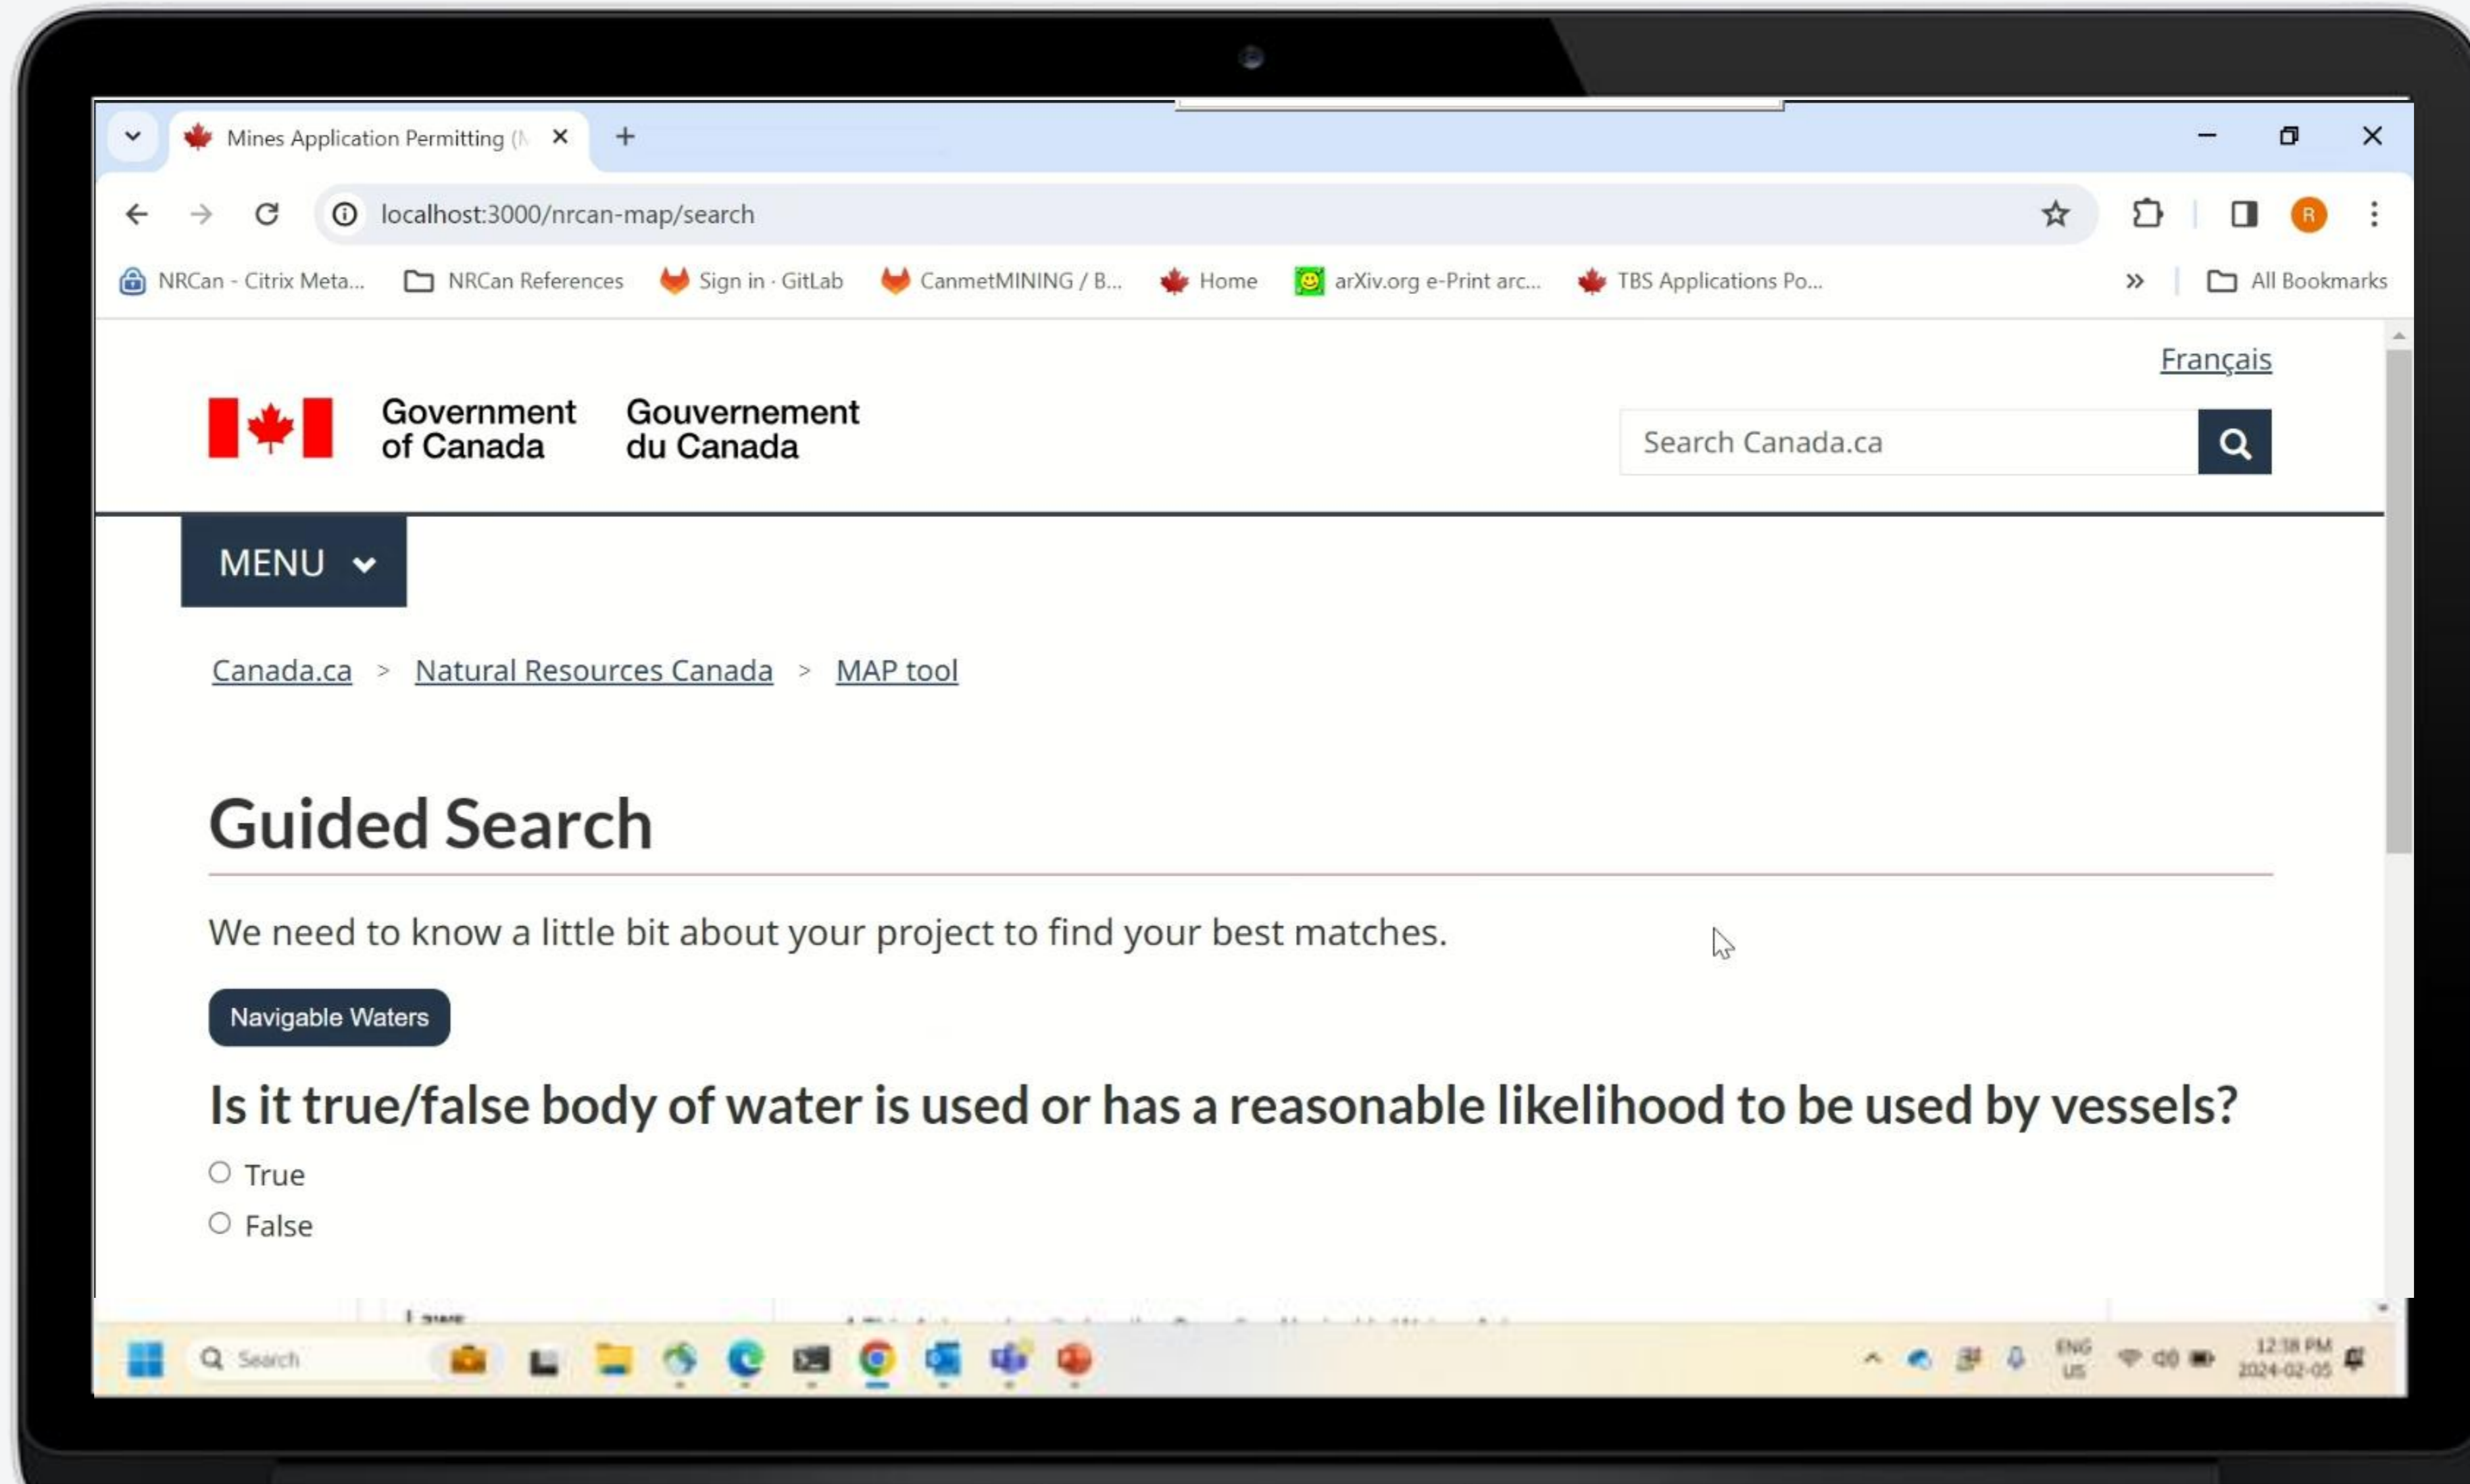 Mines Application Permitting (
localhost:3000/nrcan-map/search
R
NRCan - Citrix Meta... NRCan References Sign in · GitLab CanmetMINING / B... Home arXiv.org e-Print arc... TBS Applications Po... » All Bookmarks
Français
Government of Canada
Gouvernement du Canada
Search Canada.ca
MENU
Canada.ca > Natural Resources Canada > MAP tool
Guided Search
We need to know a little bit about your project to find your best matches.
Navigable Waters
Is it true/false body of water is used or has a reasonable likelihood to be used by vessels?
True
False
Laws
Search
ENG
US
12:38 PM
2024-02-05